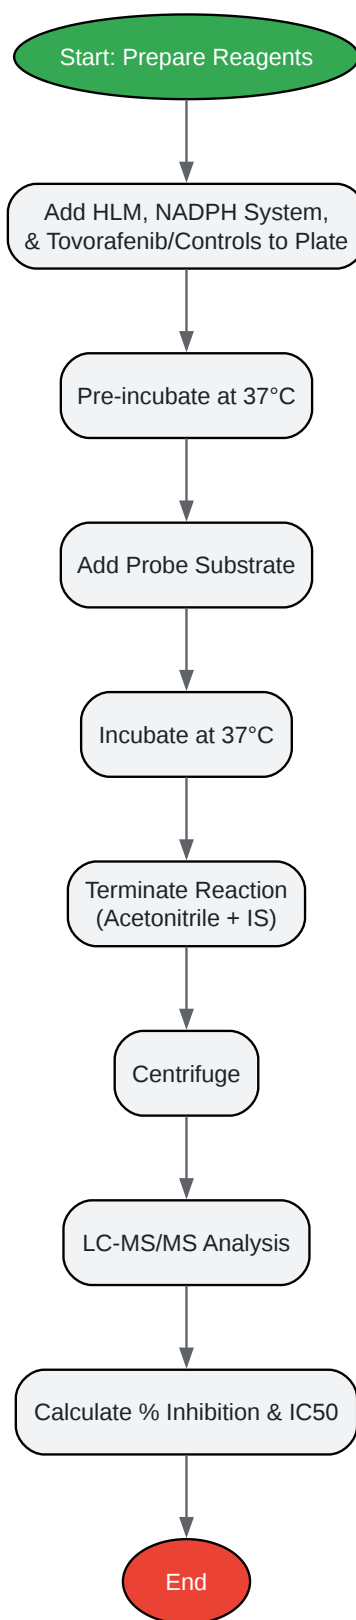 Start: Prepare Reagents
Add HLM, NADPH System,
& Tovorafenib/Controls to Plate
Pre-incubate at 37°C
Add Probe Substrate
Incubate at 37°C
Terminate Reaction
(Acetonitrile + IS)
Centrifuge
LC-MS/MS Analysis
Calculate % Inhibition & IC50
End